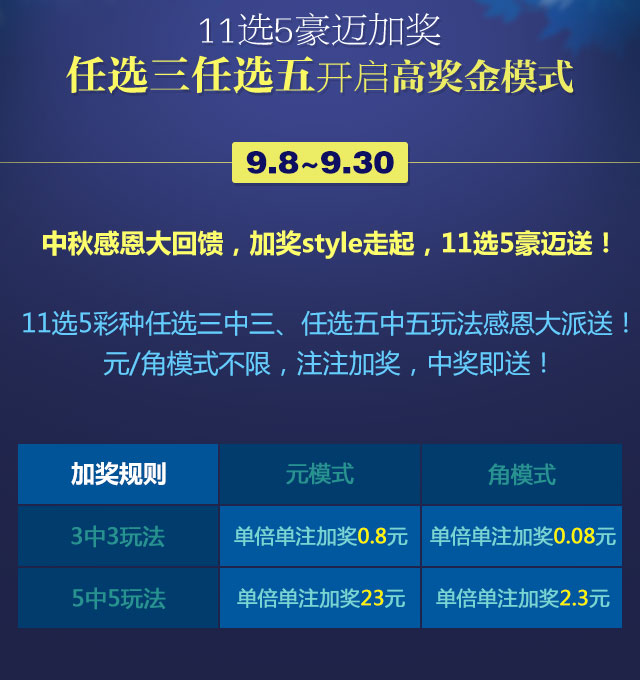 11选5豪迈加奖
任选三任选五开启高奖金模式
9.8~9.30
中秋感恩大回馈，加奖style走起，11选5豪迈送！
11选5彩种任选三中三、任选五中五玩法感恩大派送！
元/角模式不限，注注加奖，中奖即送！
加奖规则 元模式 角模式
3中3玩法 单倍单注加奖0.8元 单倍单注加奖0.08元
5中5玩法 单倍单注加奖23元 单倍单注加奖2.3元